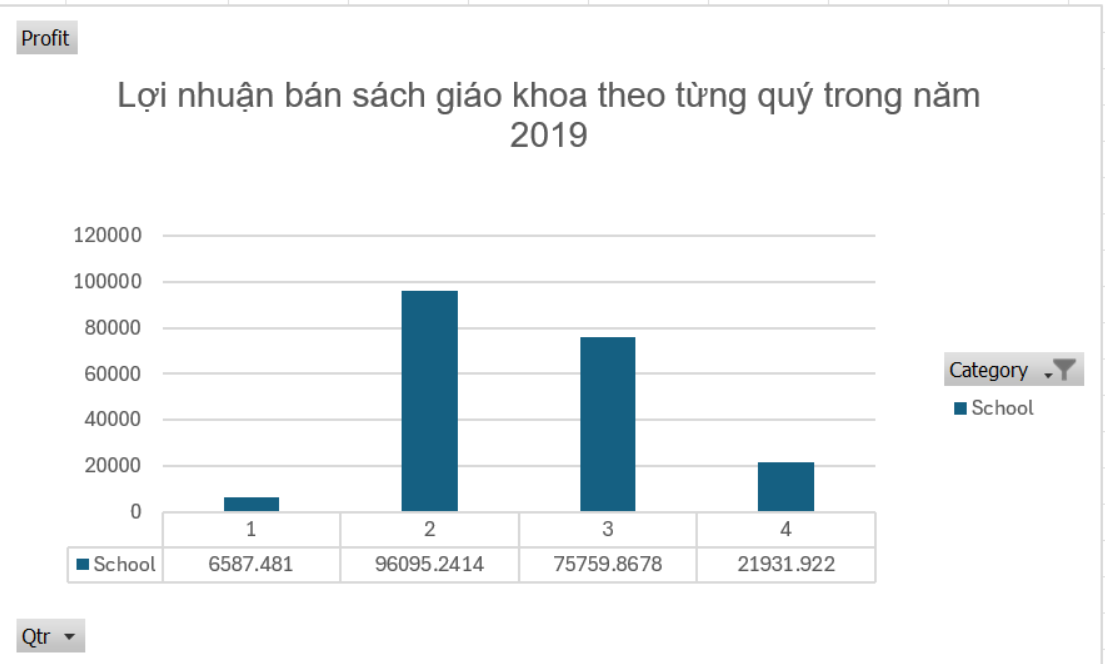 Profit
Lợi nhuận bán sách giáo khoa theo từng quý trong năm
2019
120000
100000
80000
60000
40000
20000
0
Category
School
1 2 3 4
School 6587.481 96095.2414 75759.8678 21931.922
Qtr